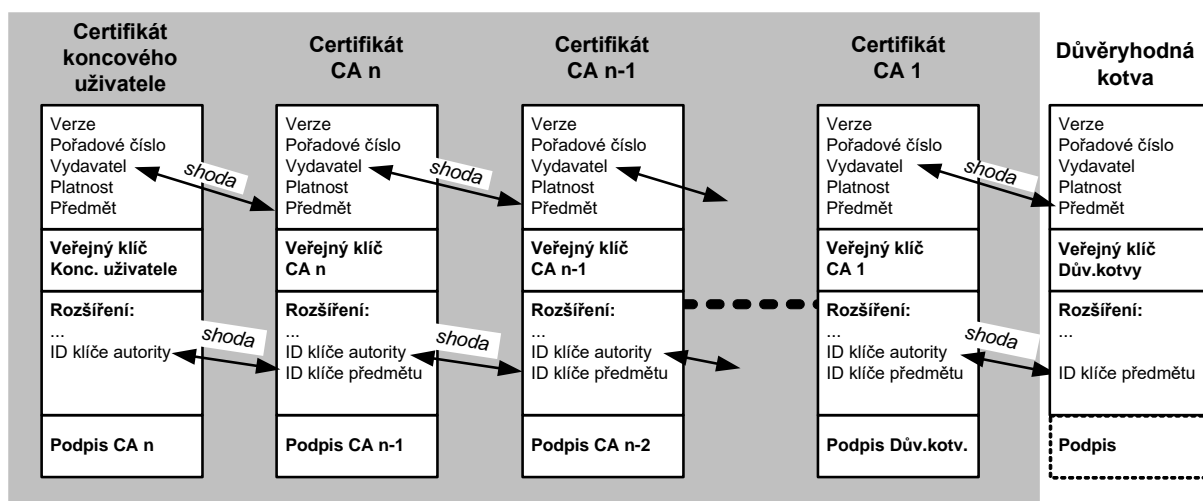 Certifikát
koncového
uživatele
Verze
Pořadové číslo
Vydavatel
Platnost
Předmět
Veřejný klíč
Konc. uživatele
Rozšíření:
...
ID klíče autority
Podpis CA n
shoda
shoda
Certifikát
CA n
Verze
Pořadové číslo
Vydavatel
Platnost
Předmět
Veřejný klíč
CA n
Rozšíření:
...
ID klíče autority
ID klíče předmětu
Podpis CA n-1
shoda
shoda
Certifikát
CA n-1
Verze
Pořadové číslo
Vydavatel
Platnost
Předmět
Veřejný klíč
CA n-1
Rozšíření:
...
ID klíče autority
ID klíče předmětu
Podpis CA n-2
Certifikát
CA 1
Verze
Pořadové číslo
Vydavatel
Platnost
Předmět
Veřejný klíč
CA 1
Rozšíření:
...
ID klíče autority
ID klíče předmětu
Podpis Dův.kotv.
shoda
shoda
Důvěryhodná
kotva
Verze
Pořadové číslo
Vydavatel
Platnost
Předmět
Veřejný klíč
Dův.kotvy
Rozšíření:
...
ID klíče předmětu
Podpis